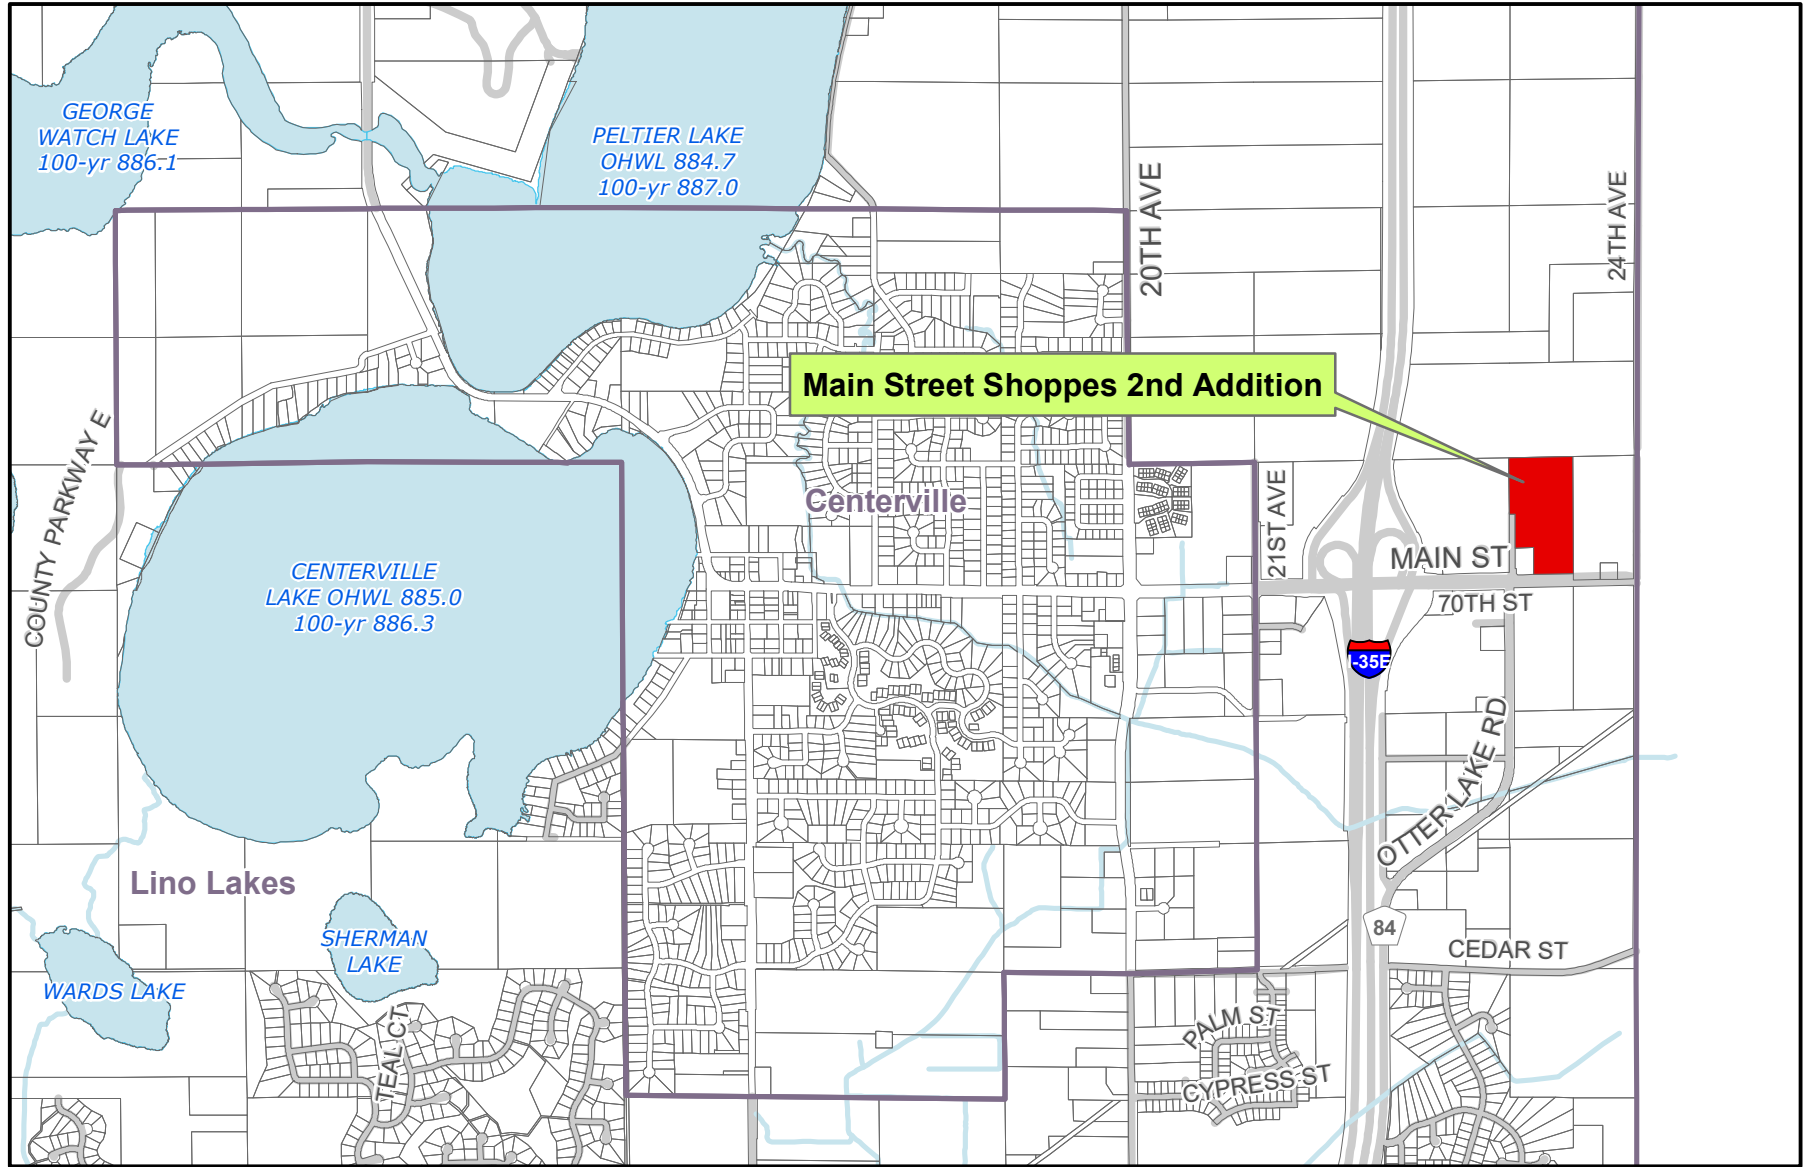 GEORGE
WATCH LAKE
100-yr 886.1
PELTIER LAKE
OHWL 884.7
100-yr 887.0
20TH AVE
24TH AVE
Main Street Shoppes 2nd Addition
COUNTY PARKWAY E
Centerville
21ST AVE
MAIN ST
70TH ST
CENTERVILLE
LAKE OHWL 885.0
100-yr 886.3
I-35E
OTTER LAKE RD
Lino Lakes
84
SHERMAN
LAKE
CEDAR ST
WARDS LAKE
TEAL CT
PALM ST
CYPRESS ST